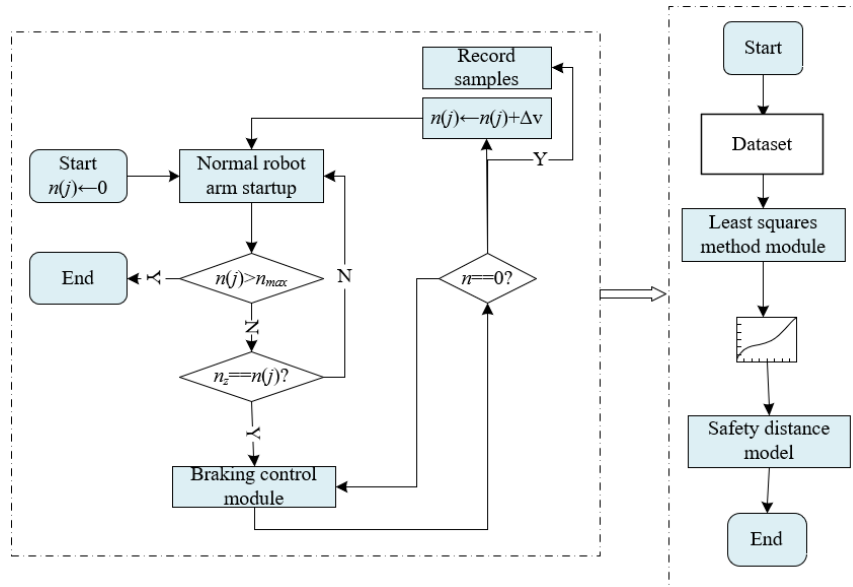 Record
samples
n(j)←n(j)+Δv
Start
n(j)←0
Normal robot
arm startup
Y
End
Y
n(j)>nmax
N
n==0?
N
nz==n(j)?
Y
Braking control
module
Start
Dataset
Least squares
method module
Safety distance
model
End